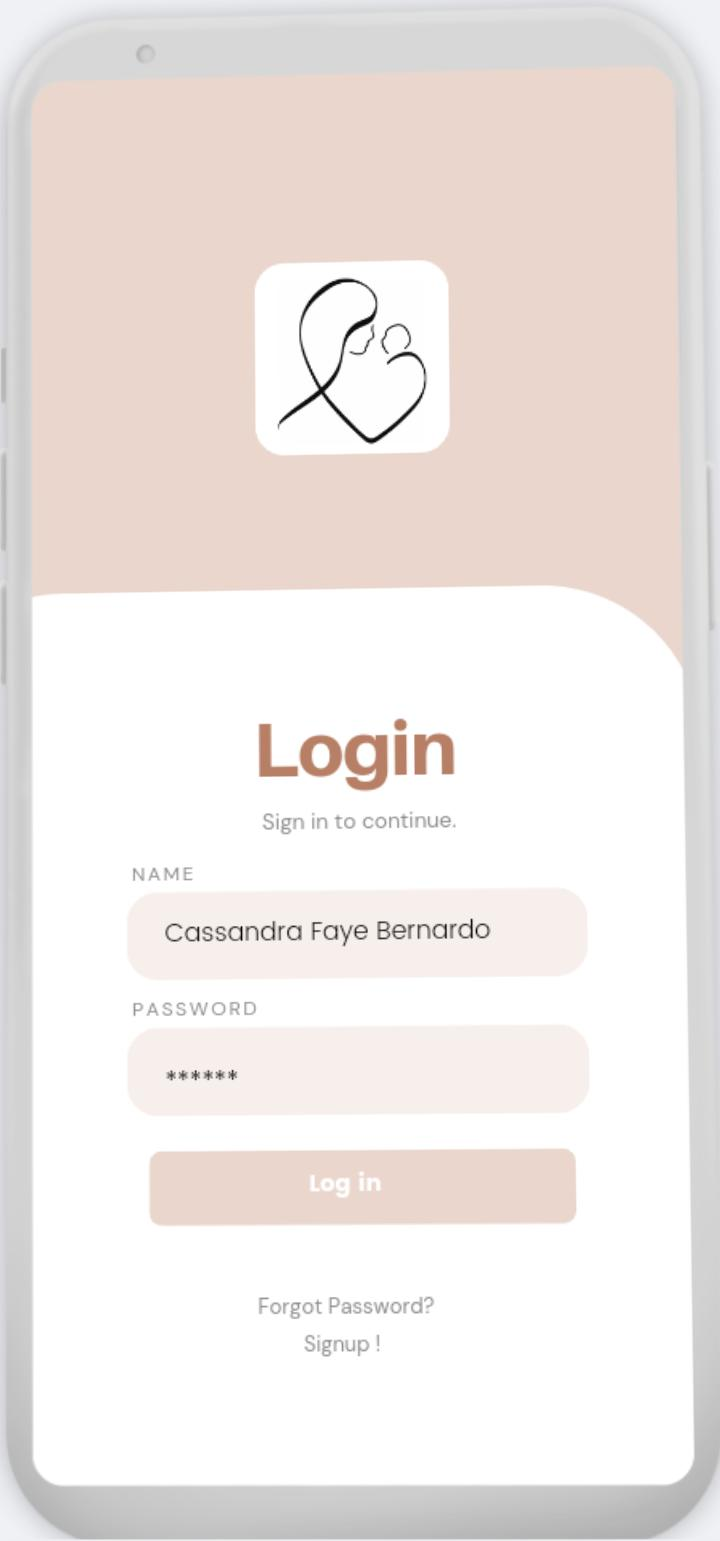 Login
Sign in to continue.
NAME
Cassandra Faye Bernardo
PASSWORD
******
Log in
Forgot Password?
Signup !